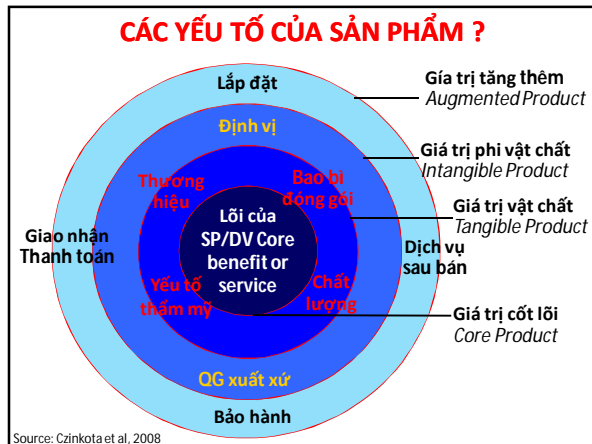 CÁC YẾU TỐ CỦA SẢN PHẨM ?
Lắp đặt
Gía trị tăng thêm
Augmented Product
Định vị
Giá trị phi vật chất
Intangible Product
Thương
hiệu
Bao bì
đóng gói
Giá trị vật chất
Tangible Product
Lõi của
SP/DV Core
benefit or
service
Giao nhận
Thanh toán
Dịch vụ
sau bán
Yếu tố
thẩm mỹ
Chất
lượng
Giá trị cốt lõi
Core Product
QG xuất xứ
Bảo hành
Source: Czinkota et al, 2008